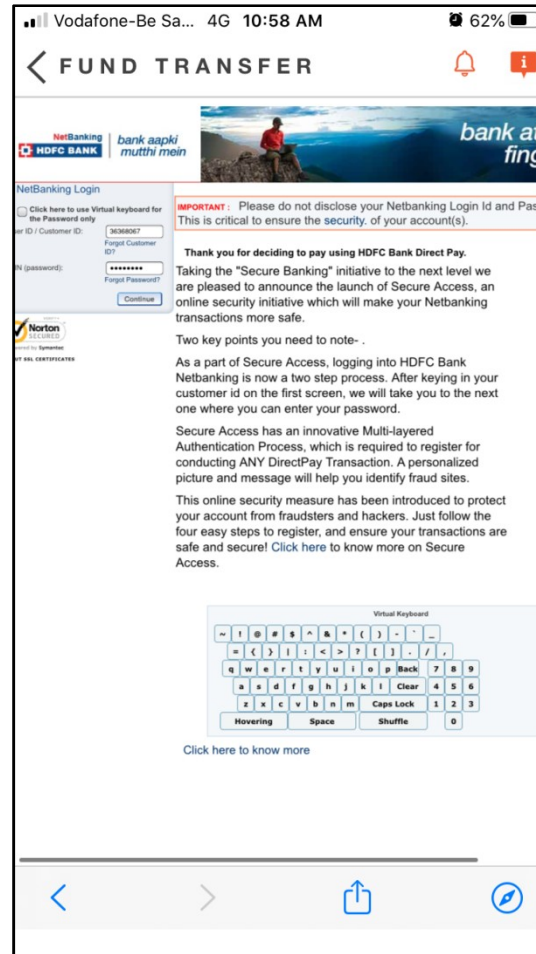 Vodafone-Be Sa... 4G 10:58 AM 62%
FUND TRANSFER
NetBanking
HDFC BANK
bank aapki
mutthi mein
bank at
fing
NetBanking Login
Click here to use Virtual keyboard for
the Password only
er ID / Customer ID: 36368067
Forgot Customer
ID?
IN (password): ••••••••
Forgot Password?
Continue
Norton
SECURED
ered by Symantec
UT SSL CERTIFICATES
IMPORTANT : Please do not disclose your Netbanking Login Id and Pas
This is critical to ensure the security. of your account(s).
Thank you for deciding to pay using HDFC Bank Direct Pay.
Taking the "Secure Banking" initiative to the next level we
are pleased to announce the launch of Secure Access, an
online security initiative which will make your Netbanking
transactions more safe.
Two key points you need to note- .
As a part of Secure Access, logging into HDFC Bank
Netbanking is now a two step process. After keying in your
customer id on the first screen, we will take you to the next
one where you can enter your password.
Secure Access has an innovative Multi-layered
Authentication Process, which is required to register for
conducting ANY DirectPay Transaction. A personalized
picture and message will help you identify fraud sites.
This online security measure has been introduced to protect
your account from fraudsters and hackers. Just follow the
four easy steps to register, and ensure your transactions are
safe and secure! Click here to know more on Secure
Access.
Virtual Keyboard
~ ! @ # $ ^ & * ( ) - ` _
= { } | : < > ? [ ] . / ,
q w e r t y u i o p Back 7 8 9
a s d f g h j k l Clear 4 5 6
z x c v b n m Caps Lock 1 2 3
Hovering Space Shuffle 0
Click here to know more